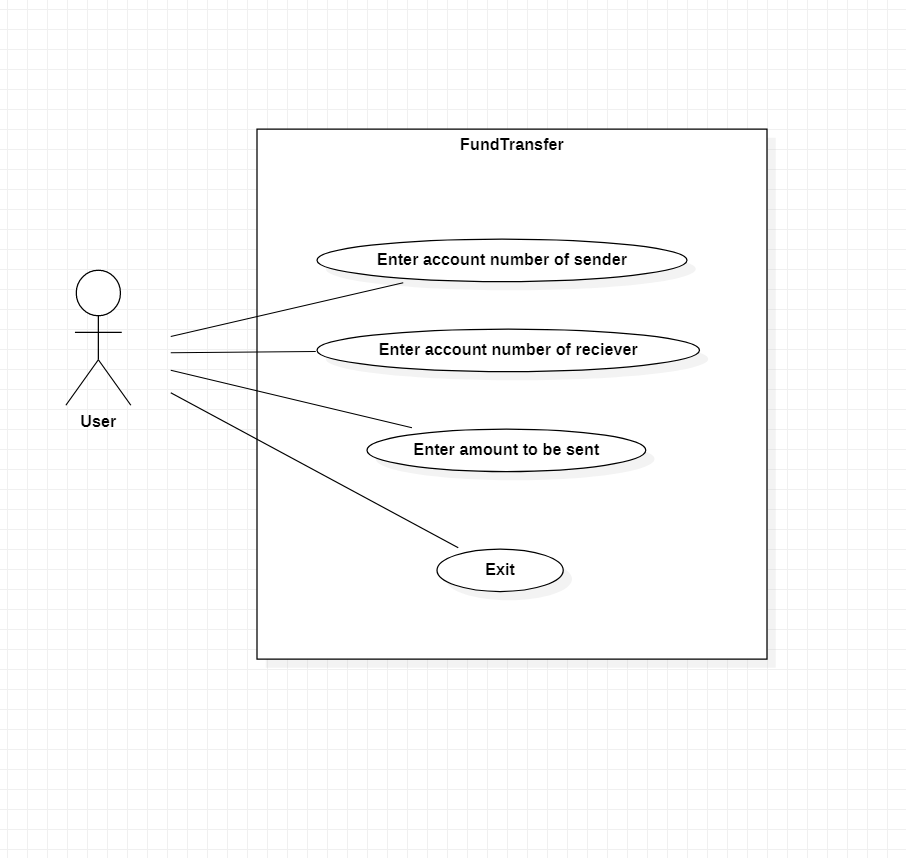 FundTransfer
Enter account number of sender
Enter account number of reciever
User
Enter amount to be sent
Exit